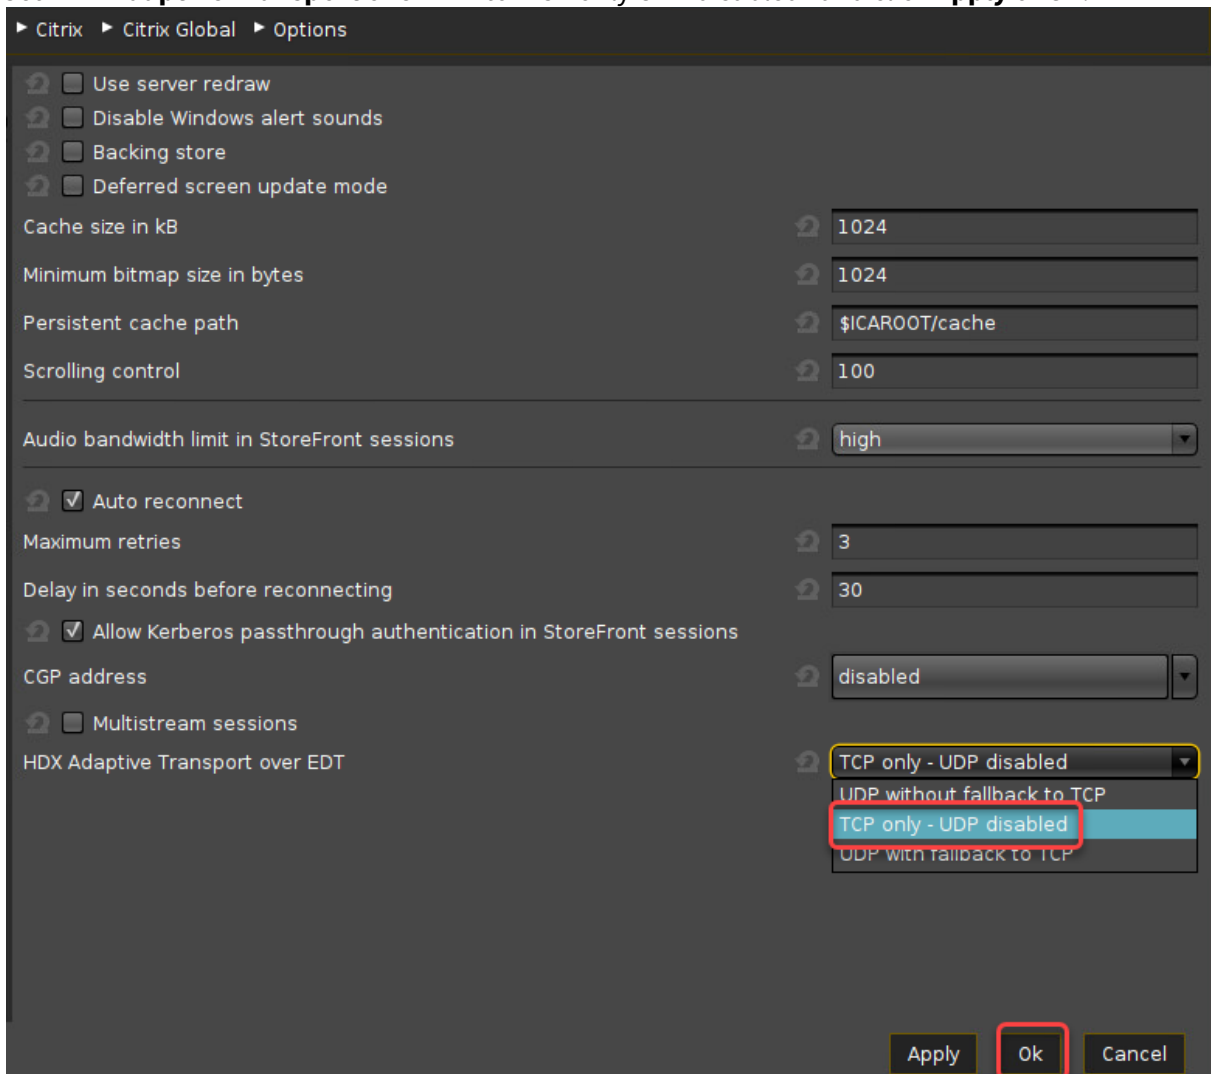 Citrix Citrix Global Options
Use server redraw
Disable Windows alert sounds
Backing store
Deferred screen update mode
Cache size in kB 1024
Minimum bitmap size in bytes 1024
Persistent cache path $ICAROOT/cache
Scrolling control 100
Audio bandwidth limit in StoreFront sessions high
Auto reconnect
Maximum retries 3
Delay in seconds before reconnecting 30
Allow Kerberos passthrough authentication in StoreFront sessions
CGP address disabled
Multistream sessions
HDX Adaptive Transport over EDT TCP only - UDP disabled
UDP without fallback to TCP
TCP only - UDP disabled
UDP with fallback to TCP
Apply Ok Cancel